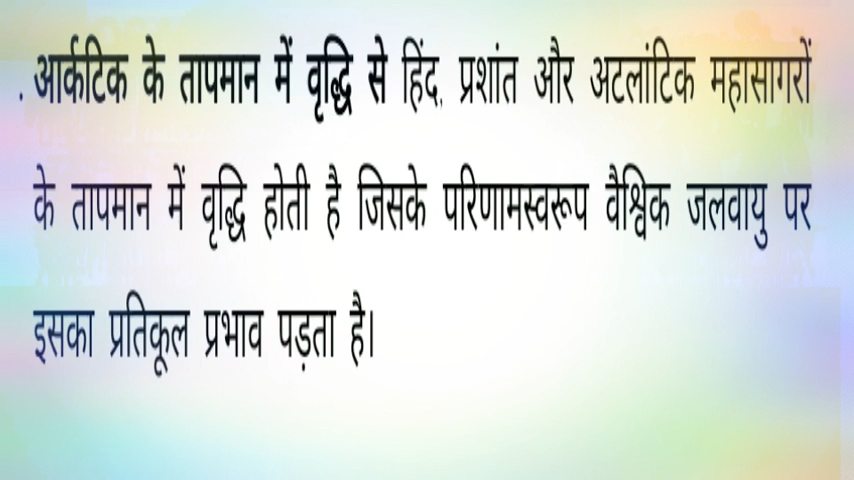 . आर्कटिक के तापमान में वृद्धि से हिंद, प्रशांत और अटलांटिक महासागरों
के तापमान में वृद्धि होती है जिसके परिणामस्वरूप वैश्विक जलवायु पर
इसका प्रतिकूल प्रभाव पड़ता है।